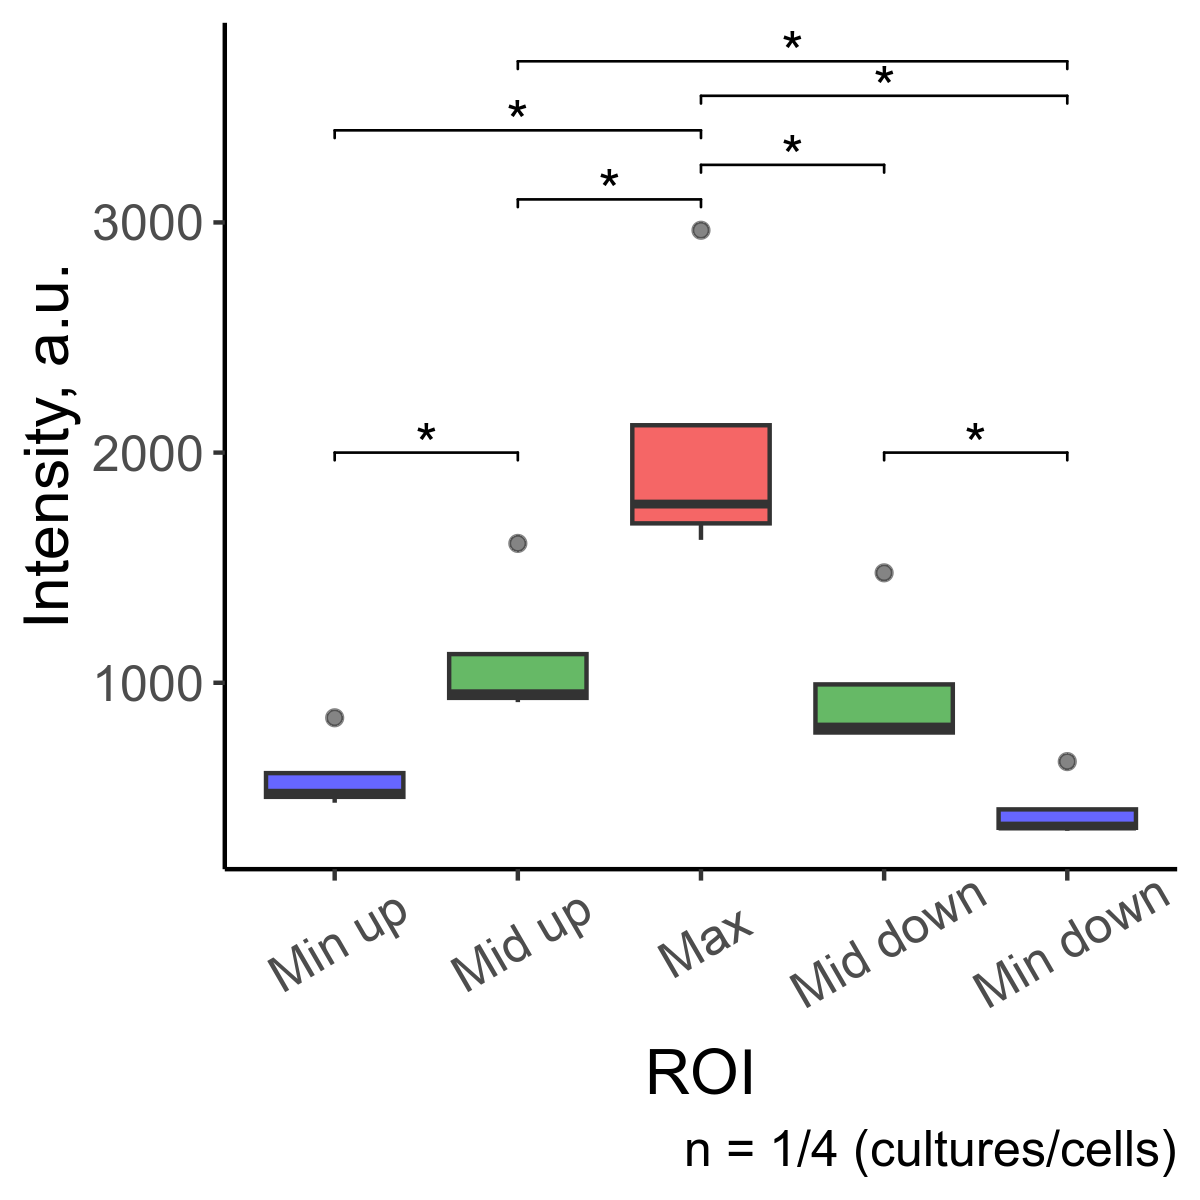 *
*
*
*
*
3000
2000
*
*
1000
Intensity, a.u.
Min up
Mid up
Max
Mid down
Min down
ROI
n = 1/4 (cultures/cells)